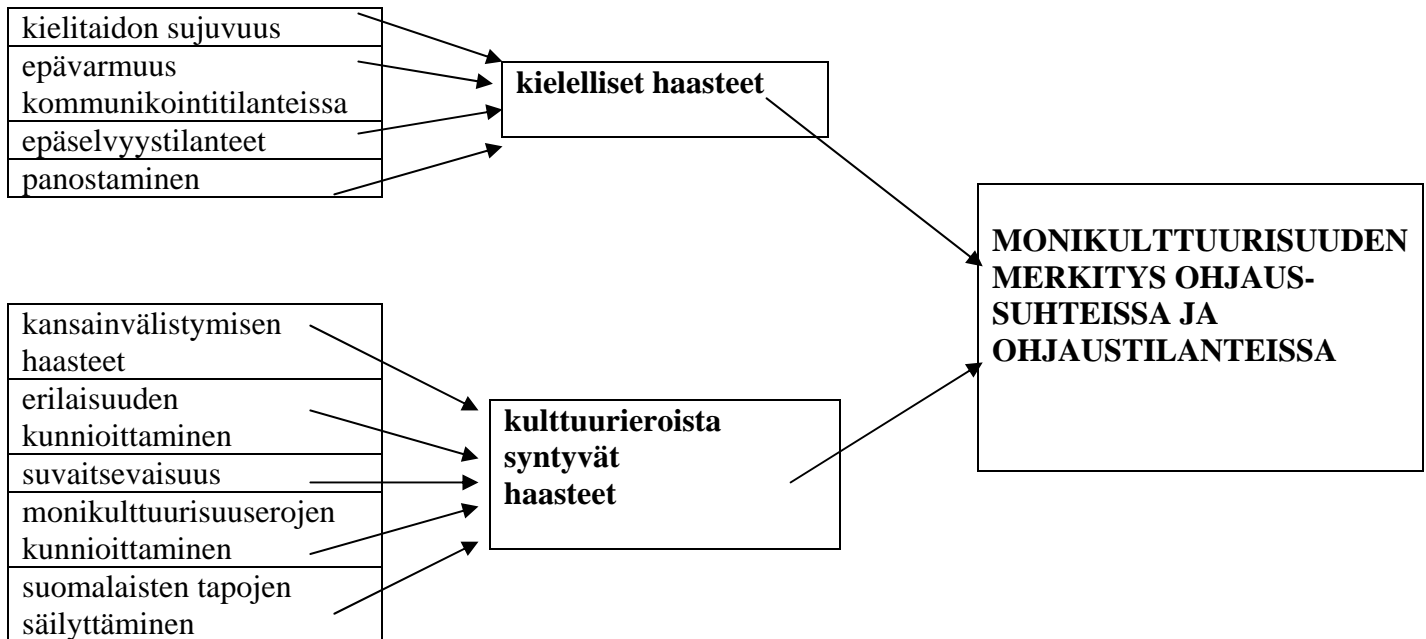 kielitaidon sujuvuus
epävarmuus
kommunikointitilanteissa
epäselvyystilanteet
panostaminen
kielelliset haasteet
kansainvälistymisen
haasteet
erilaisuuden
kunnioittaminen
suvaitsevaisuus
monikulttuurisuuserojen
kunnioittaminen
suomalaisten tapojen
säilyttäminen
kulttuurieroista
syntyvät
haasteet
MONIKULTTUURISUUDEN
MERKITYS OHJAUS-
SUHTEISSA JA
OHJAUSTILANTEISSA